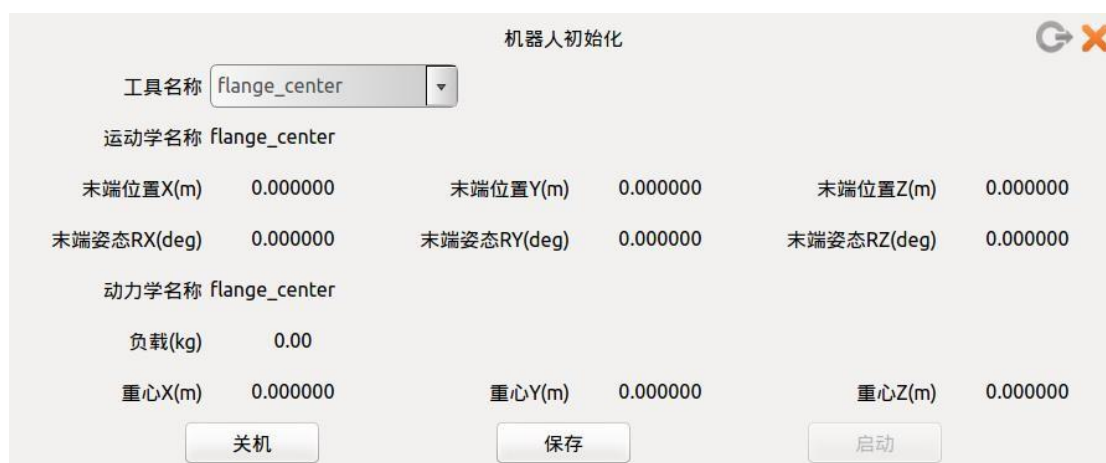 机器人初始化
工具名称 flange_center
运动学名称 flange_center
末端位置X(m) 0.000000 末端位置Y(m) 0.000000 末端位置Z(m) 0.000000
末端姿态RX(deg) 0.000000 末端姿态RY(deg) 0.000000 末端姿态RZ(deg) 0.000000
动力学名称 flange_center
负载(kg) 0.00
重心X(m) 0.000000 重心Y(m) 0.000000 重心Z(m) 0.000000
关机 保存 启动